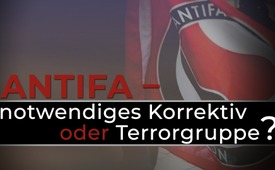 ANTIFA –
notwendiges Korrektiv
oder Terrorgruppe?